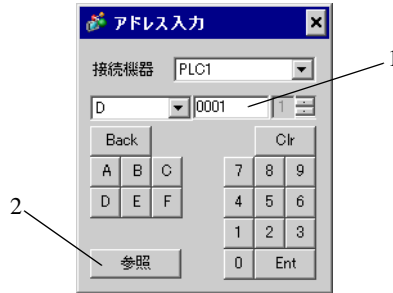 アドレス入力
接続機器 PLC1
1
D 0001 1
Back Clr
A B C 7 8 9
D E F 4 5 6
1 2 3
2
参照 0 Ent